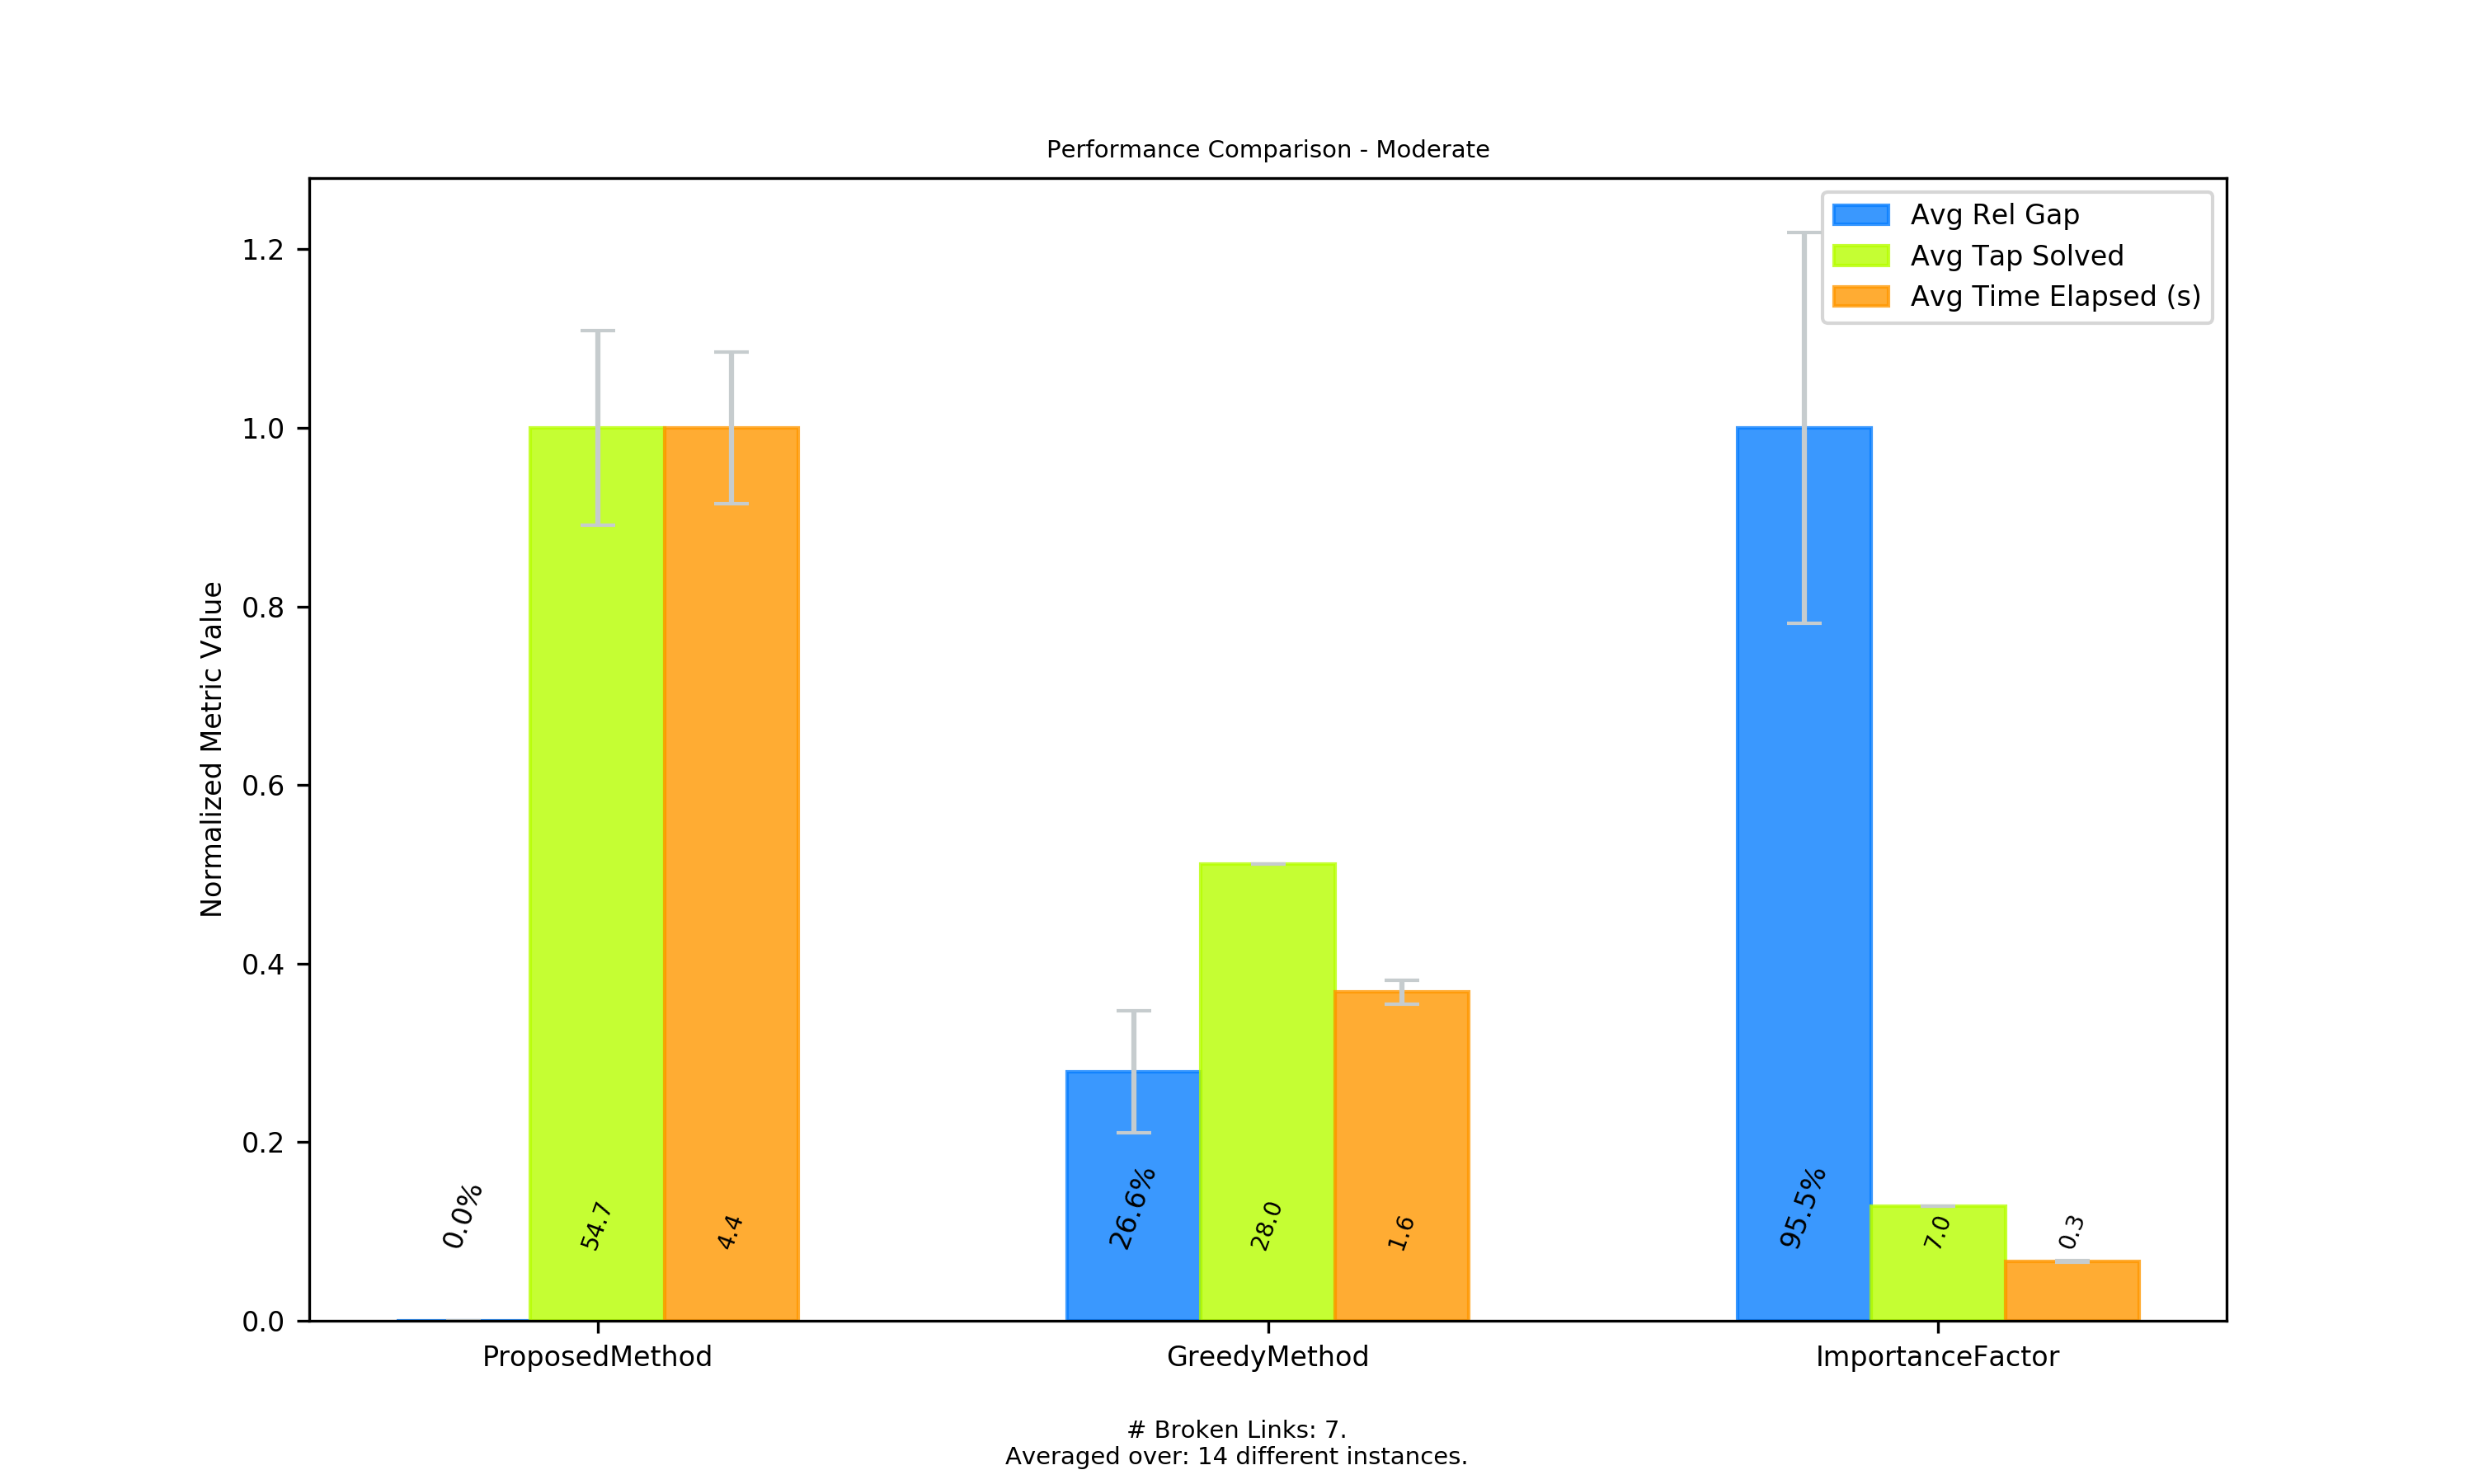 Performance Comparison - Moderate
Avg Rel Gap
Avg Tap Solved
Avg Time Elapsed (s)
Normalized Metric Value
1.2
1.0
0.8
0.6
0.4
0.2
0.0
0.0%
54.7
4.4
26.6%
28.0
1.6
95.5%
7.0
0.3
ProposedMethod
GreedyMethod
ImportanceFactor
# Broken Links: 7.
Averaged over: 14 different instances.